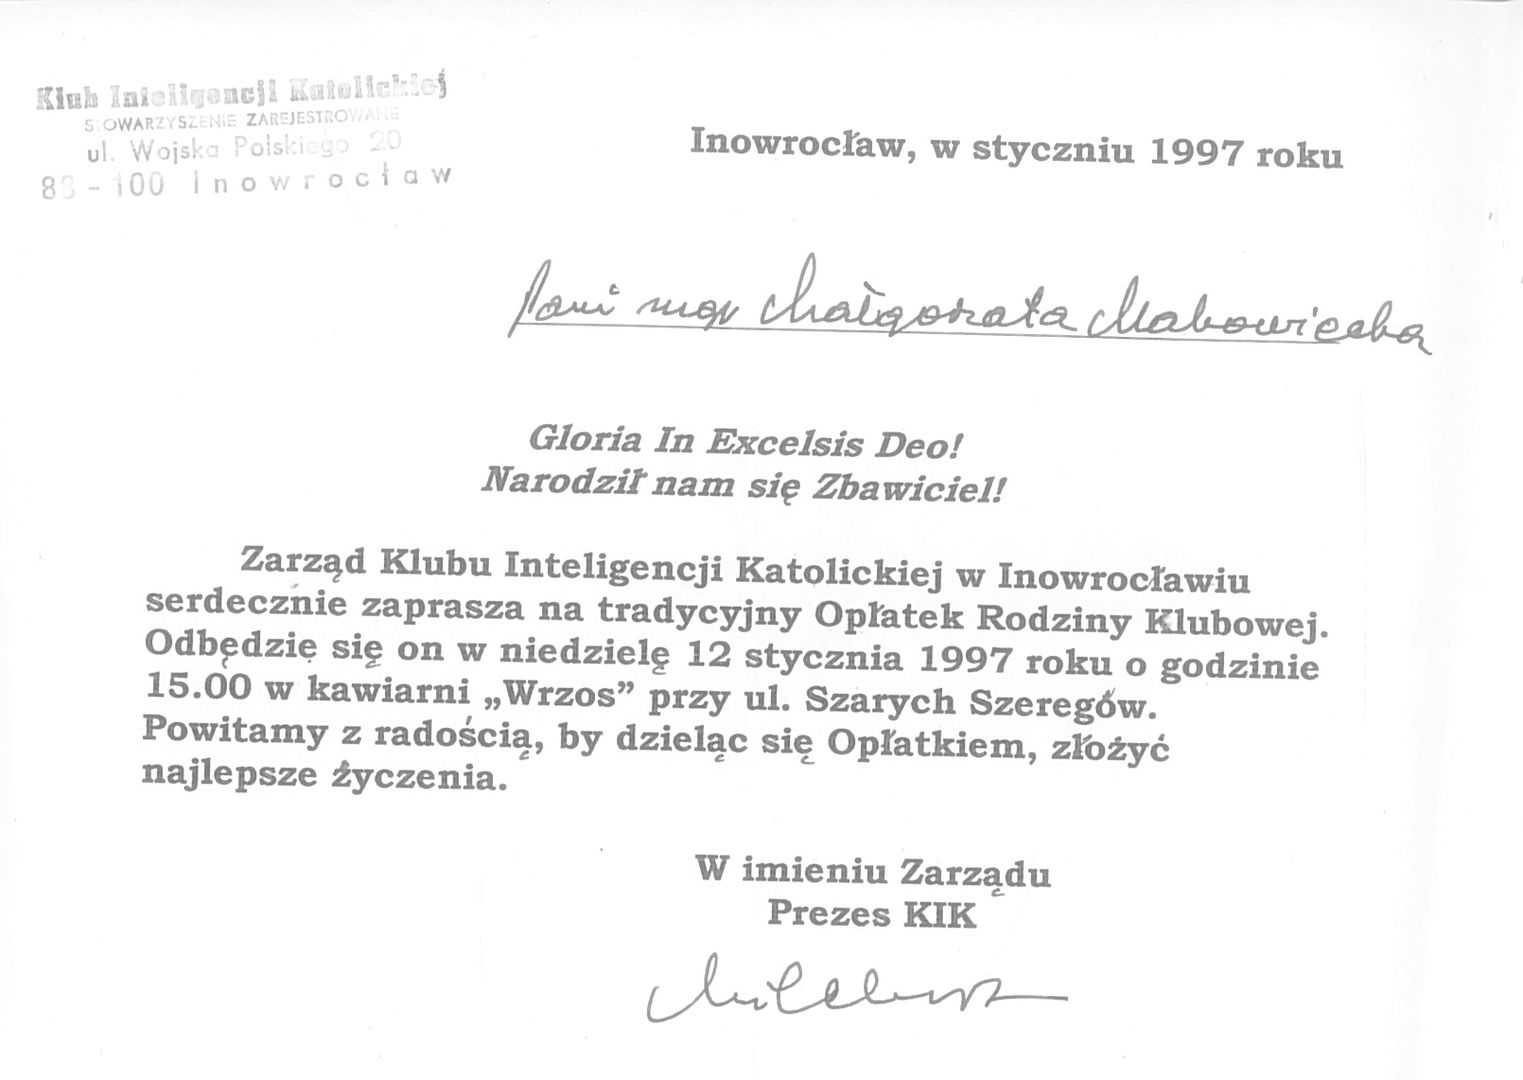 Klub Inteligencji Katolickiej
STOWARZYSZENIE ZAREJESTROWANE
ul. Wojska Polskiego 20
88-100 Inowrocław
Inowrocław, w styczniu 1997 roku
Pani mgr Małgorzata Makowiecka
Gloria In Excelsis Deo!
Narodził nam się Zbawiciel!
Zarząd Klubu Inteligencji Katolickiej w Inowrocławiu
serdecznie zaprasza na tradycyjny Opłatek Rodziny Klubowej.
Odbędzie się on w niedzielę 12 stycznia 1997 roku o godzinie
15.00 w kawiarni „Wrzos” przy ul. Szarych Szeregów.
Powitamy z radością, by dzieląc się Opłatkiem, złożyć
najlepsze życzenia.
W imieniu Zarządu
Prezes KIK